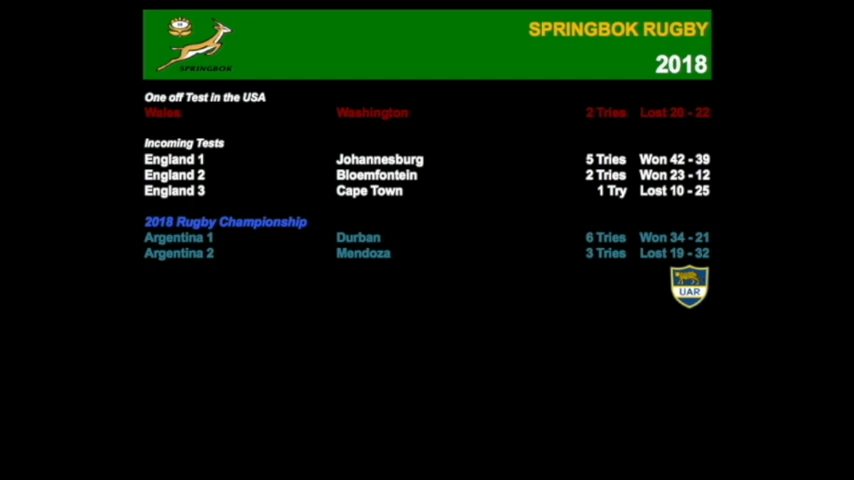 SPRINGBOK RUGBY
SPRINGBOK
2018
One off Test in the USA
Wales Washington 2 Tries Lost 20 - 22
Incoming Tests
England 1 Johannesburg 5 Tries Won 42 - 39
England 2 Bloemfontein 2 Tries Won 23 - 12
England 3 Cape Town 1 Try Lost 10 - 25
2018 Rugby Championship
Argentina 1 Durban 6 Tries Won 34 - 21
Argentina 2 Mendoza 3 Tries Lost 19 - 32
UAR